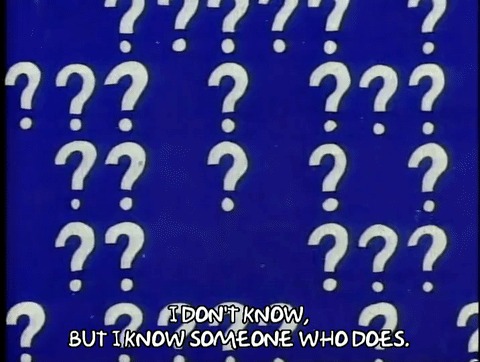 ? ? ? ? ? ?
? ? ? ? ? ? ?
? ? ? ? ?
? ? ? ? ?
? ? ? ? ? ? ? ?
I DON'T KNOW,
BUT I KNOW SOMEONE WHO DOES.